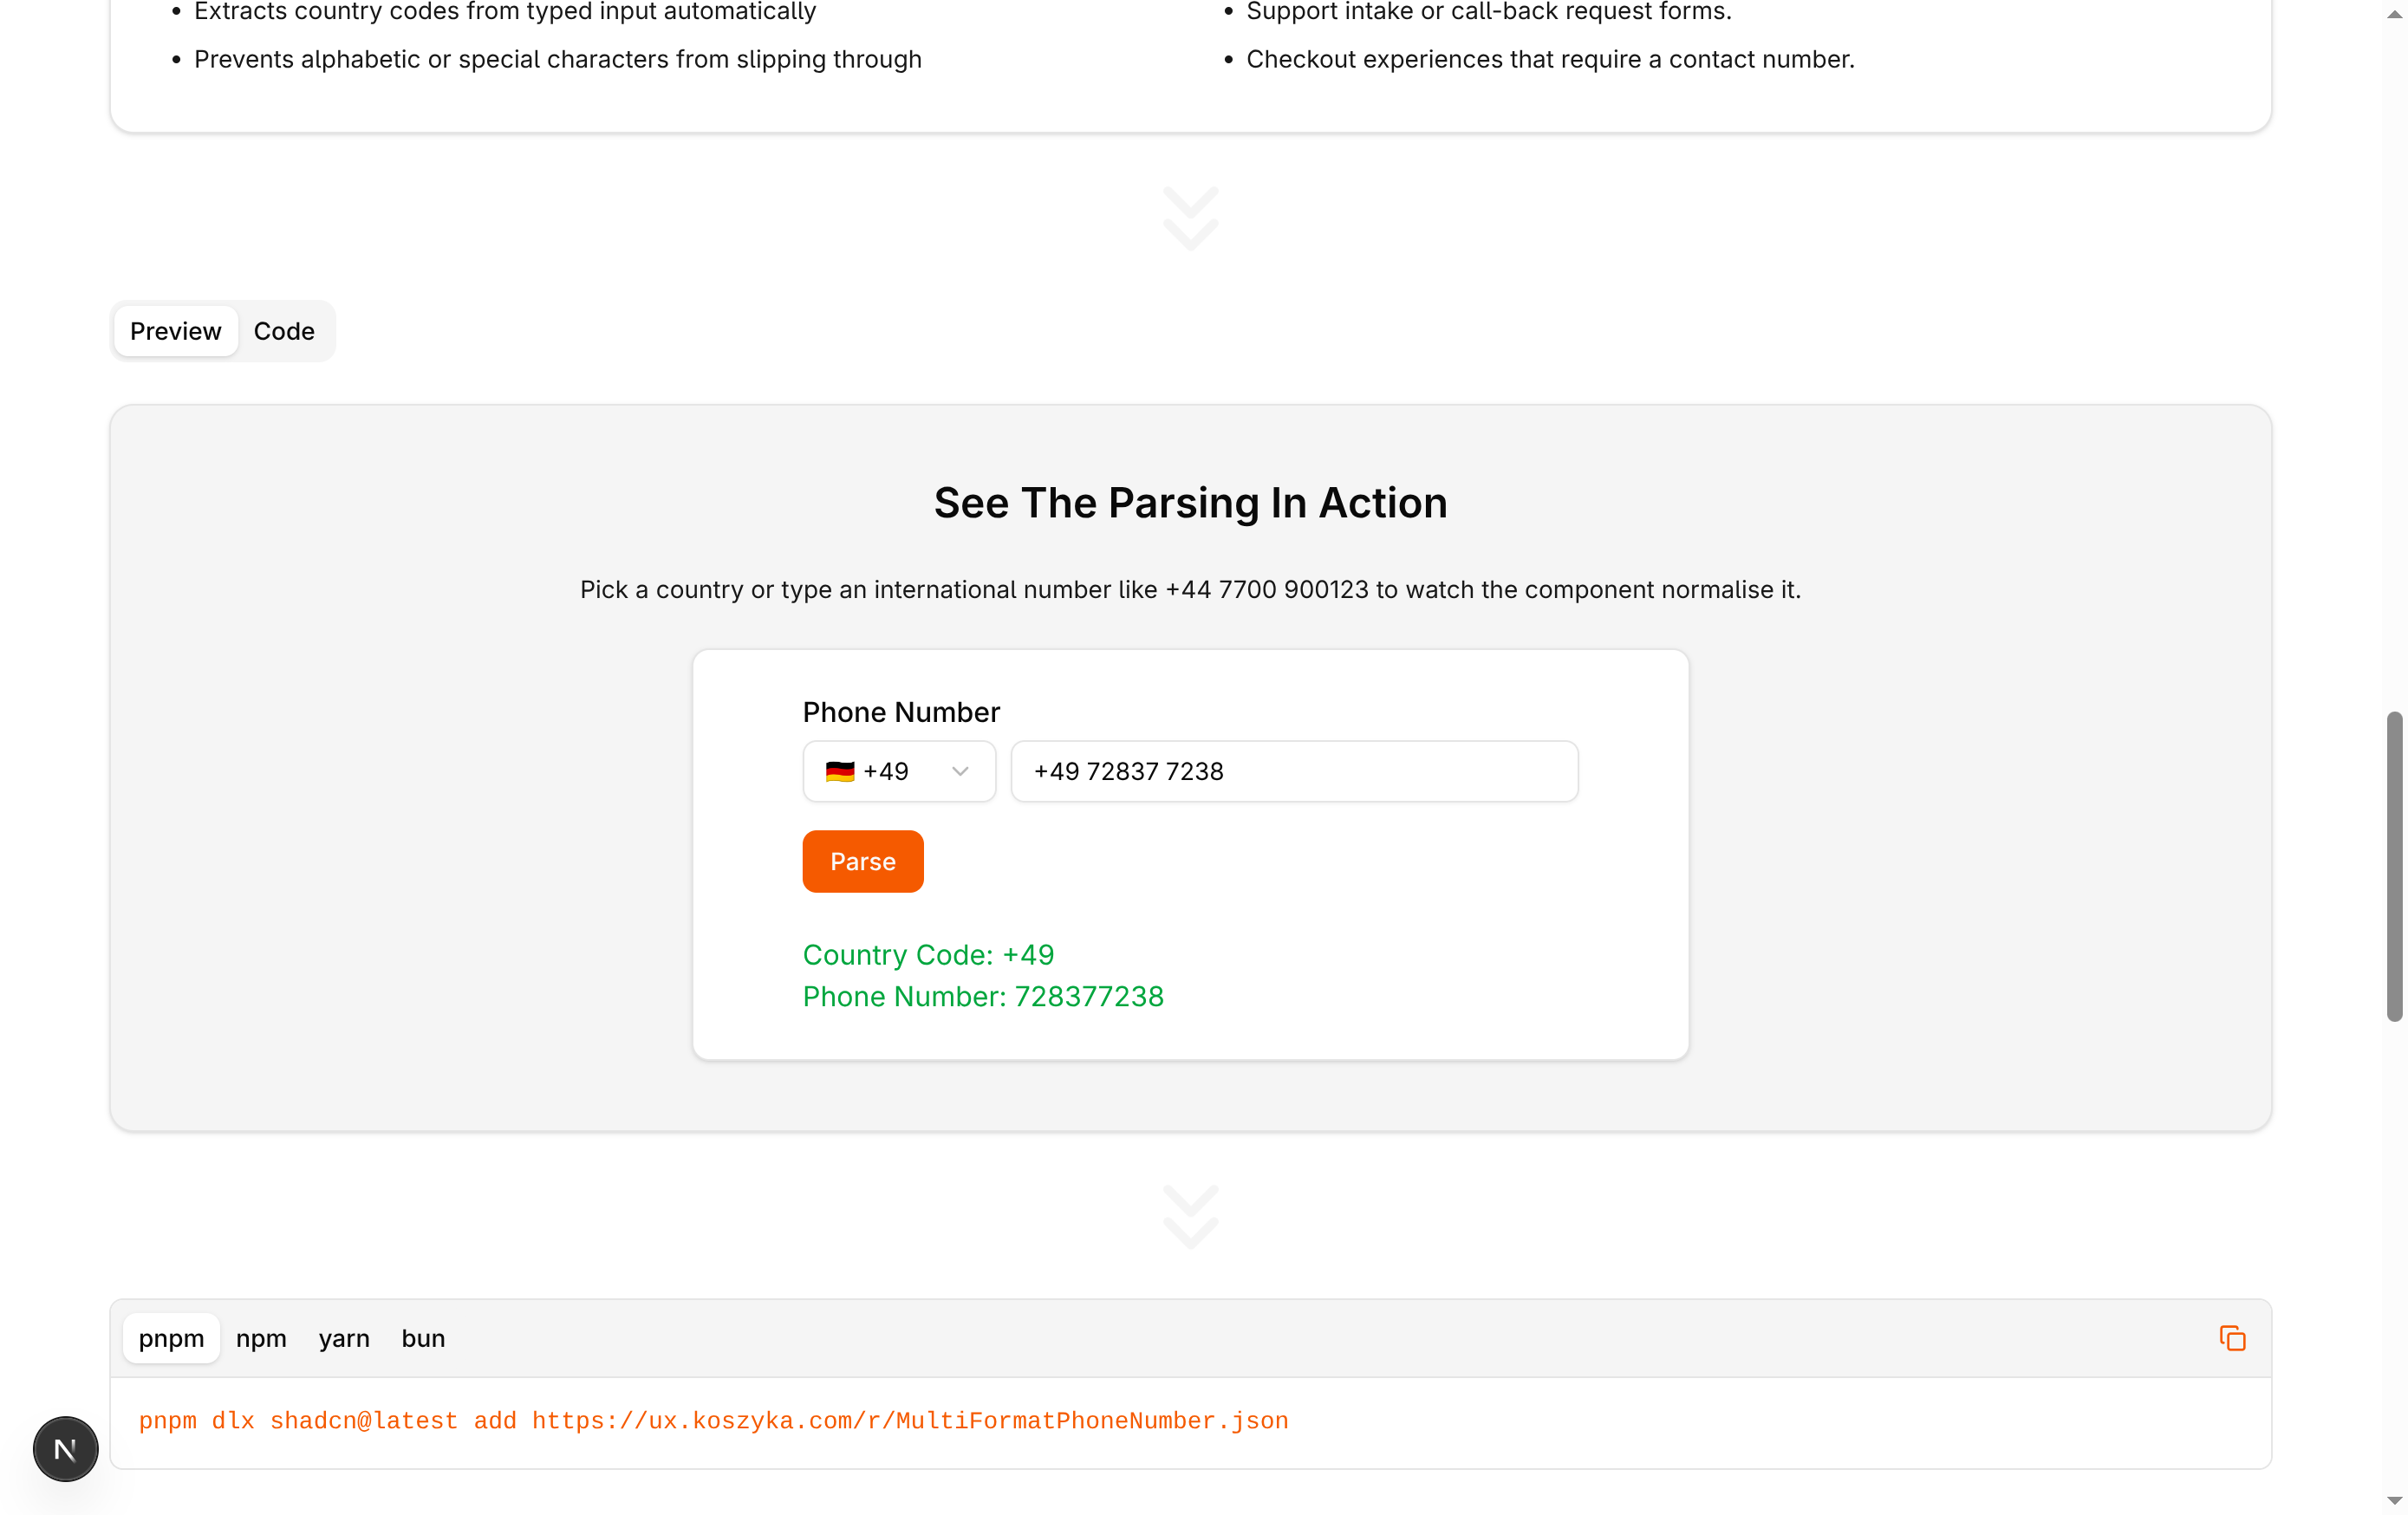 Extracts country codes from typed input automatically
Prevents alphabetic or special characters from slipping through
Support intake or call-back request forms.
Checkout experiences that require a contact number.
Preview Code
See The Parsing In Action
Pick a country or type an international number like +44 7700 900123 to watch the component normalise it.
Phone Number
+49
+49 72837 7238
Parse
Country Code: +49
Phone Number: 728377238
pnpm npm yarn bun
pnpm dlx shadcn@latest add https://ux.koszyka.com/r/MultiFormatPhoneNumber.json
N